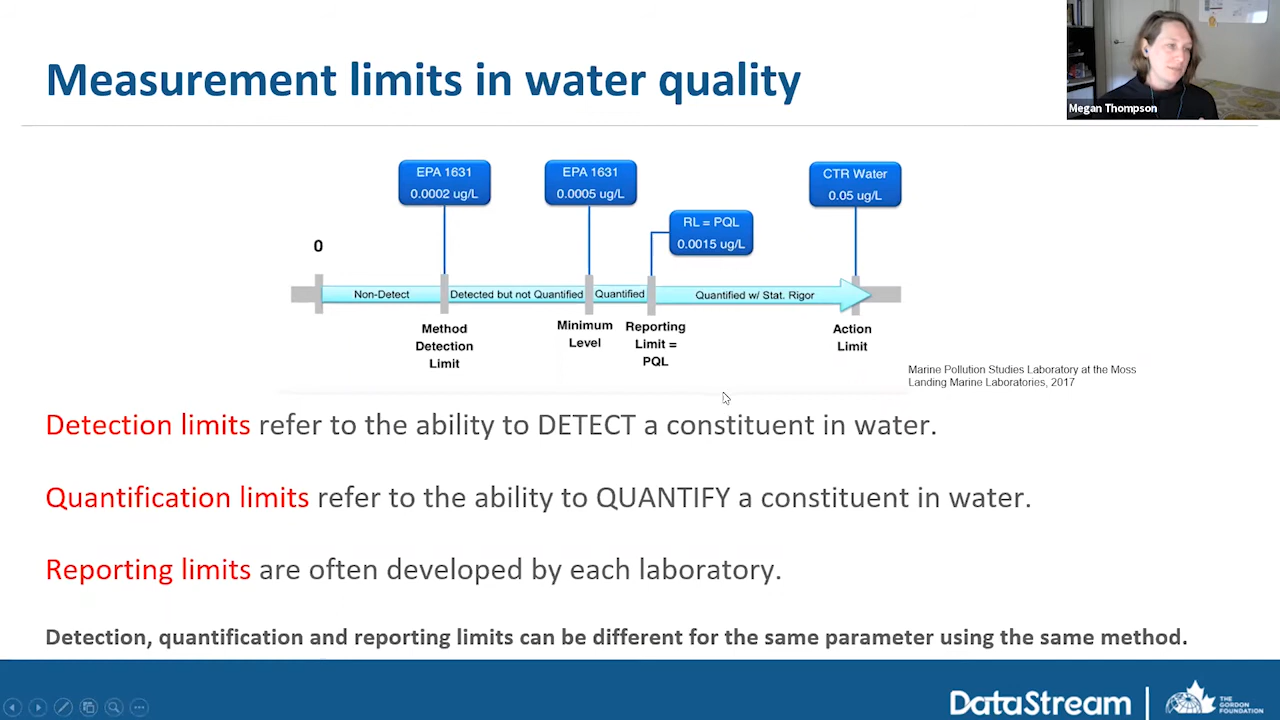 Measurement limits in water quality
Megan Thompson
EPA 1631
0.0002 ug/L
EPA 1631
0.0005 ug/L
CTR Water
0.05 ug/L
RL = PQL
0.0015 ug/L
0
Non-Detect
Detected but not Quantified
Quantified
Quantified w/ Stat. Rigor
Method
Detection
Limit
Minimum
Level
Reporting
Limit =
PQL
Action
Limit
Marine Pollution Studies Laboratory at the Moss
Landing Marine Laboratories, 2017
Detection limits refer to the ability to DETECT a constituent in water.
Quantification limits refer to the ability to QUANTIFY a constituent in water.
Reporting limits are often developed by each laboratory.
Detection, quantification and reporting limits can be different for the same parameter using the same method.
DataStream
THE
GORDON
FOUNDATION